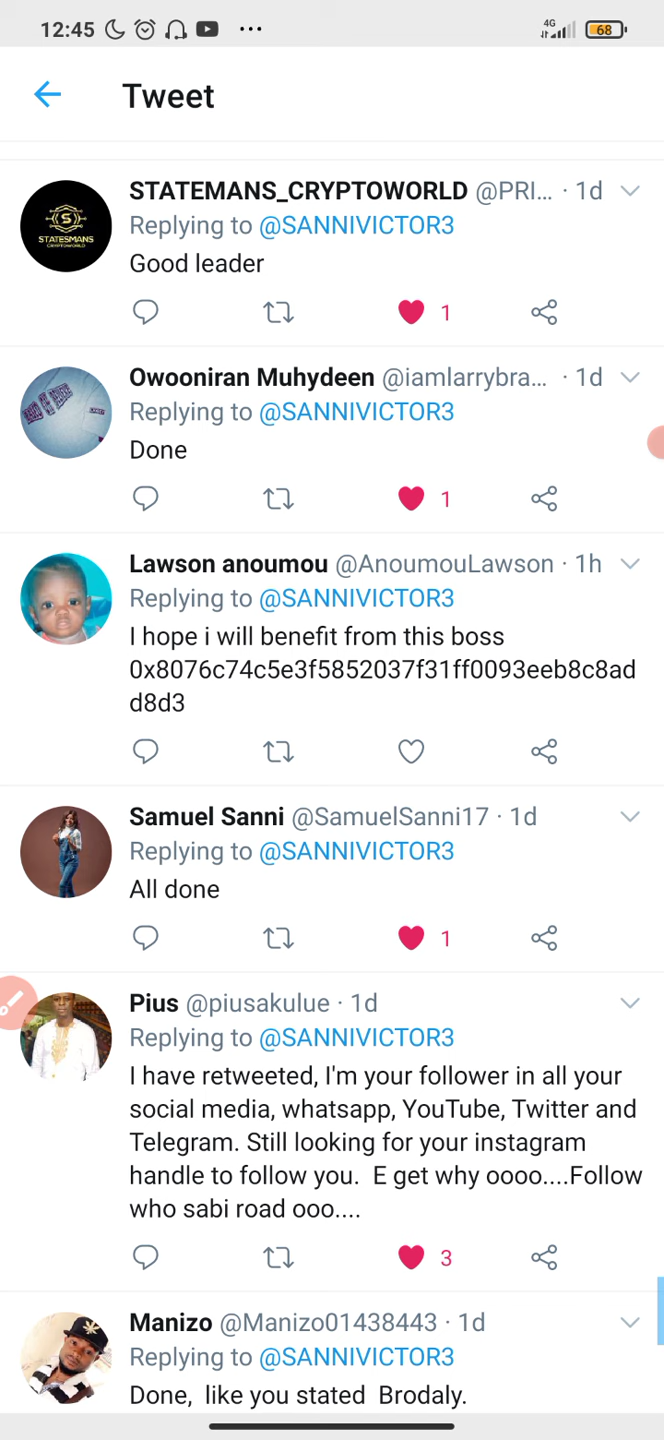 12:45
4G
68
Tweet
STATEMANS_CRYPTOWORLD @PRI... · 1d
Replying to @SANNIVICTOR3
S
STATESMANS
CRYPTOWORLD
Good leader
1
Owooniran Muhydeen @iamlarrybra... · 1d
Replying to @SANNIVICTOR3
Done
1
Lawson anoumou @AnoumouLawson · 1h
Replying to @SANNIVICTOR3
I hope i will benefit from this boss
0x8076c74c5e3f5852037f31ff0093eeb8c8ad
d8d3
Samuel Sanni @SamuelSanni17 · 1d
Replying to @SANNIVICTOR3
All done
1
Pius @piusakulue · 1d
Replying to @SANNIVICTOR3
I have retweeted, I'm your follower in all your
social media, whatsapp, YouTube, Twitter and
Telegram. Still looking for your instagram
handle to follow you.  E get why oooo....Follow
who sabi road ooo....
3
Manizo @Manizo01438443 · 1d
Replying to @SANNIVICTOR3
Done,  like you stated  Brodaly.